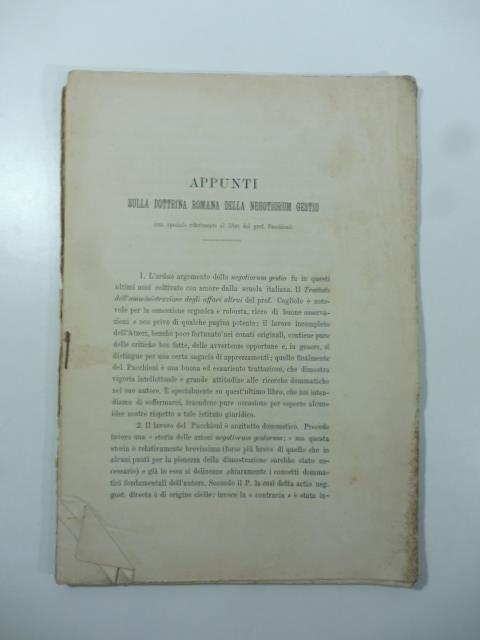 APPUNTI
SULLA DOTTRINA ROMANA DELLA NEGOTIORUM GESTIO
(con speciale riferimento al libro del prof. Pacchioni)
1. L'arduo argomento della negotiorum gestio fu in questi
ultimi anni coltivato con amore dalla scuola italiana. Il Trattato
dell'amministrazione degli affari altrui del prof. Cogliolo è note-
vole per la concezione organica e robusta, ricco di buone osserva-
zioni e non privo di qualche pagina potente; il lavoro incompleto
dell'Atzeri, benchè poco fortunato nei conati originali, contiene pure
delle critiche ben fatte, delle avvertenze opportune e, in genere, si
distingue per una certa sagacia di apprezzamenti; quello finalmente
del Pacchioni è una buona ed esauriente trattazione, che dimostra
vigoria intellettuale e grande attitudine alle ricerche dommatiche
nel suo autore. È specialmente su quest'ultimo libro, che noi inten-
diamo di soffermarci, traendone pure occasione per esporre alcune
idee nostre rispetto a tale istituto giuridico.
2. Il lavoro del Pacchioni è anzitutto dommatico. Precede
invero una « storia delle azioni negotiorum gestorum; » ma questa
storia è relativamente brevissima (forse più breve di quello che in
alcuni punti per la pienezza della dimostrazione sarebbe stato ne-
cessario) e già in essa si delineano chiaramente i concetti domma-
tici fondamentali dell'autore. Secondo il P. la così detta actio neg.
gest. directa è di origine civile; invece la « contraria » è stata in-